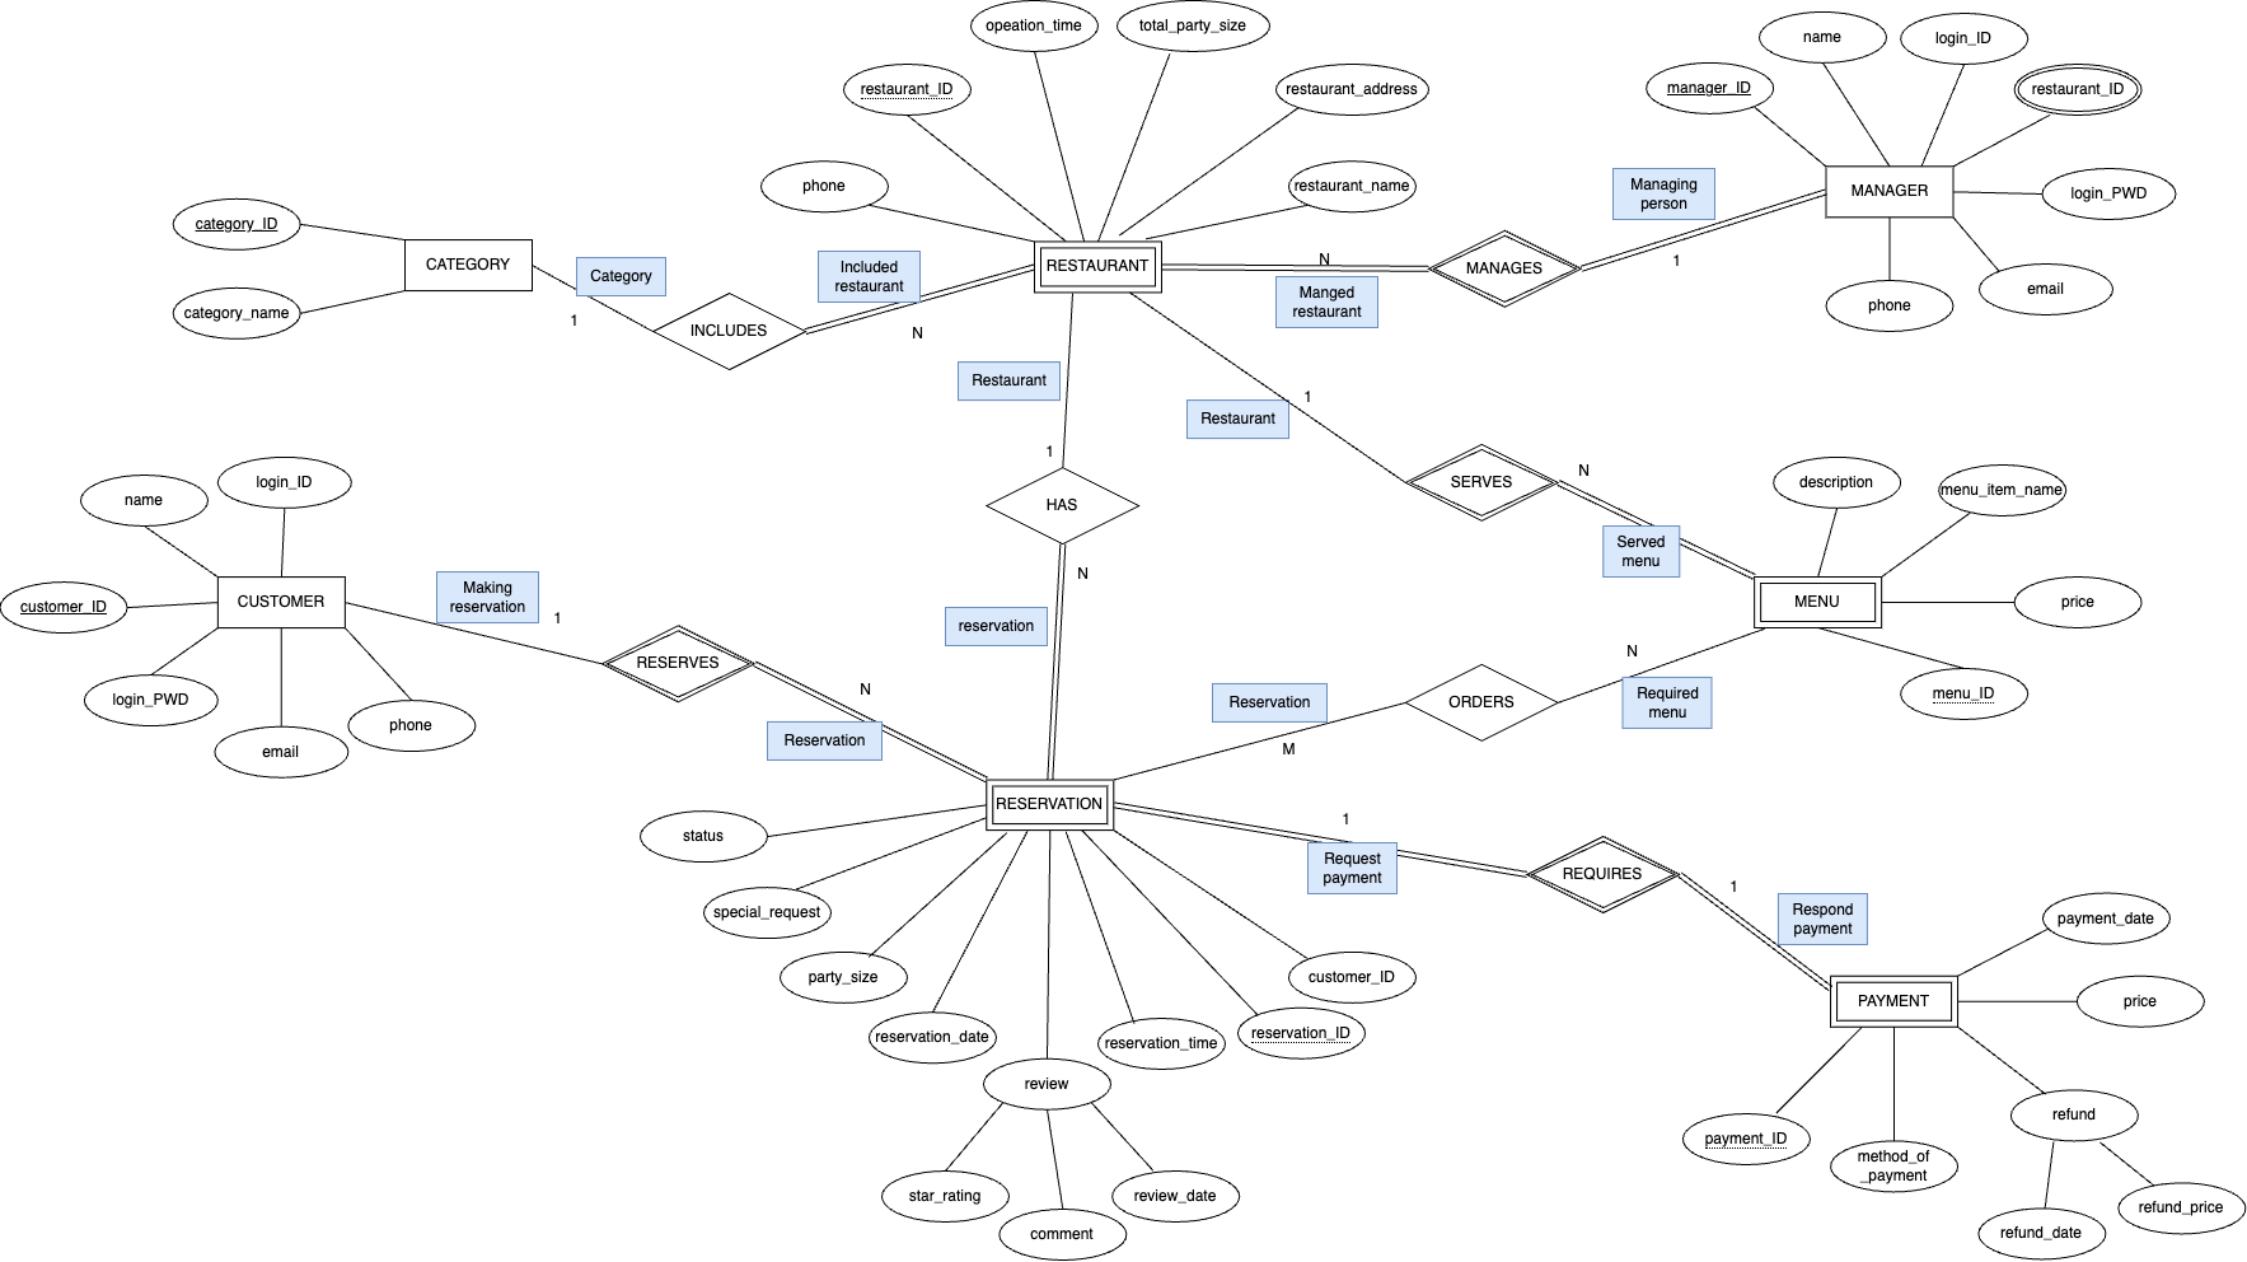 opeation_time
total_party_size
name
login_ID
restaurant_ID
restaurant_address
manager_ID
restaurant_ID
phone
restaurant_name
Managing
person
MANAGER
login_PWD
category_ID
CATEGORY
Category
Included
restaurant
RESTAURANT
N
MANAGES
1
Manged
restaurant
email
phone
category_name
1
INCLUDES
N
Restaurant
1
Restaurant
1
N
SERVES
HAS
login_ID
name
description
menu_item_name
N
Served
menu
customer_ID
CUSTOMER
Making
reservation
1
reservation
MENU
price
RESERVES
N
N
login_PWD
phone
email
Reservation
Reservation
M
ORDERS
Required
menu
menu_ID
RESERVATION
status
1
Request
payment
REQUIRES
1
Respond
payment
payment_date
special_request
party_size
customer_ID
reservation_date
reservation_time
reservation_ID
PAYMENT
price
review
payment_ID
method_of
_payment
refund
star_rating
comment
review_date
refund_date
refund_price